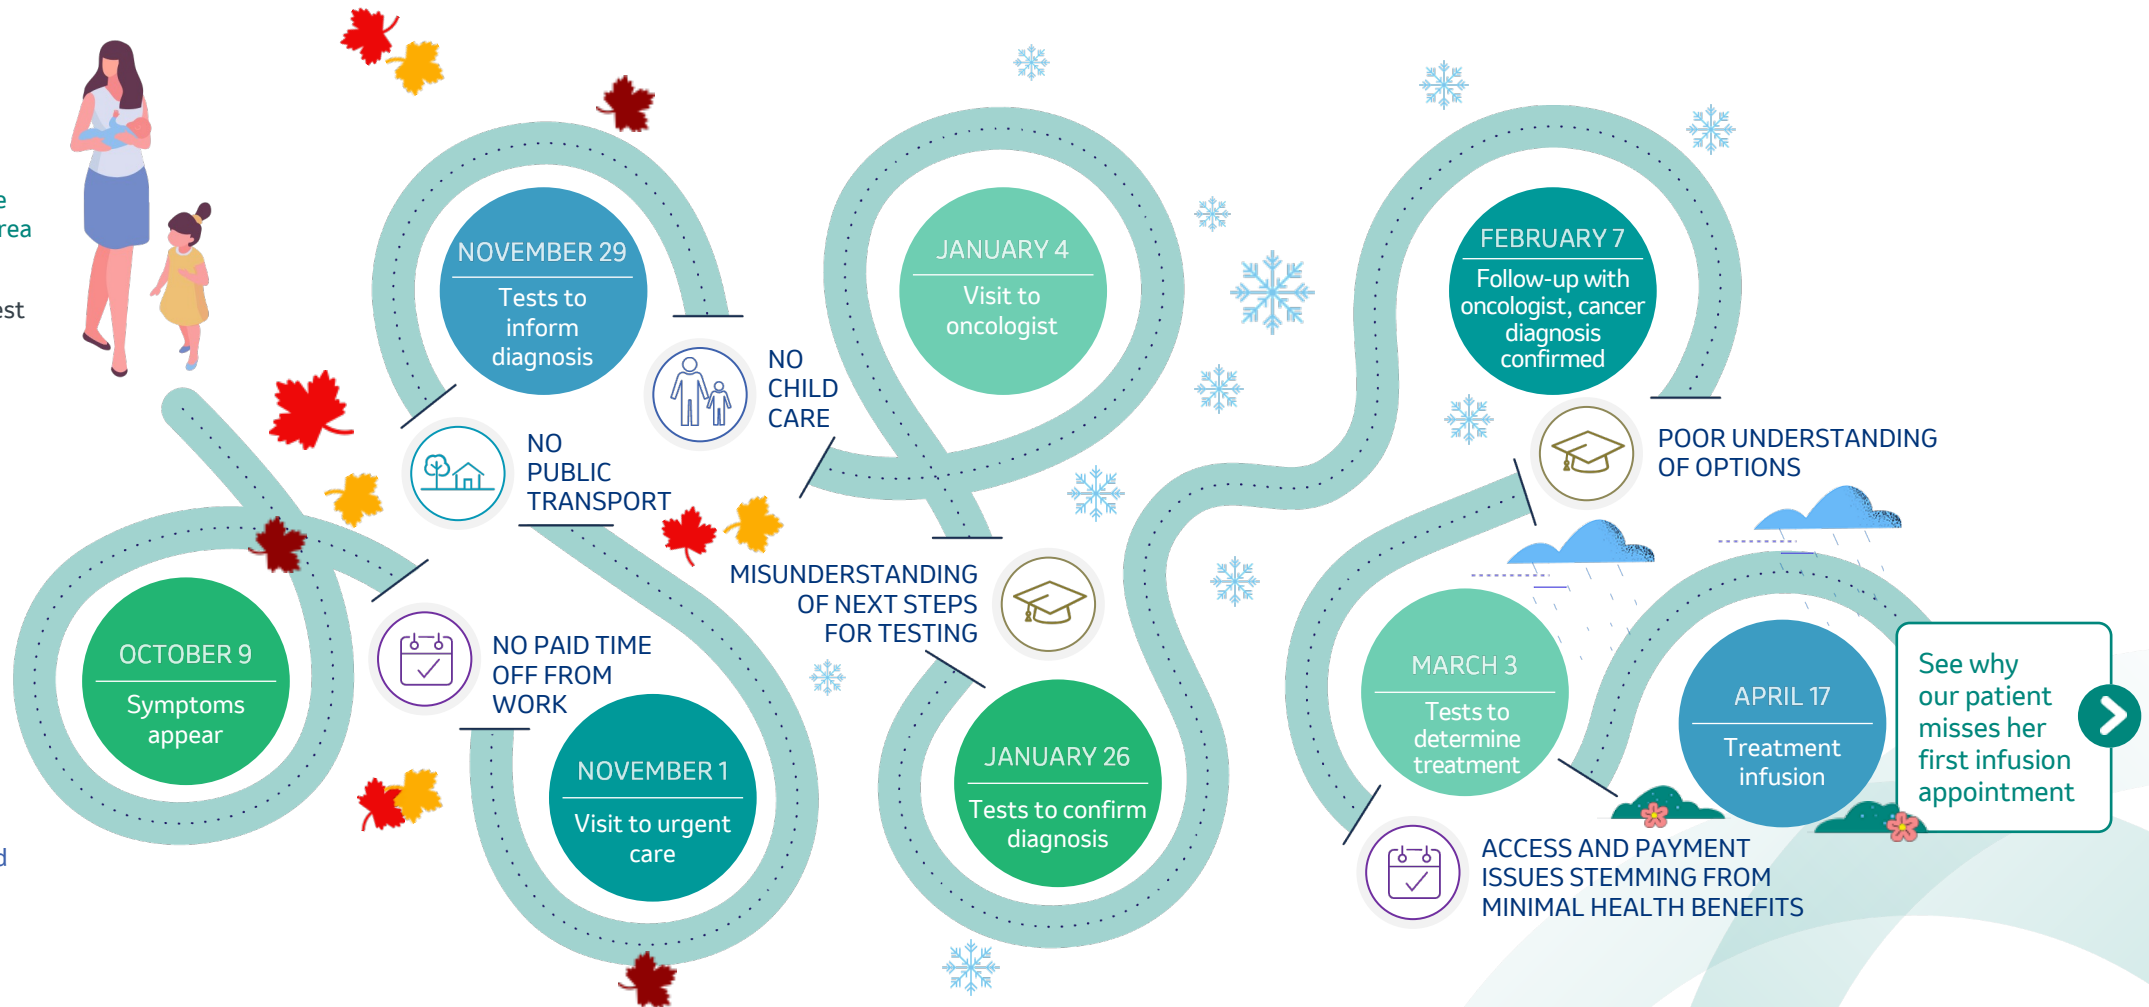 e
rea
est
d
OCTOBER 9
Symptoms
appear
NO PAID TIME
OFF FROM
WORK
NOVEMBER 1
Visit to urgent
care
NO
PUBLIC
TRANSPORT
NOVEMBER 29
Tests to
inform
diagnosis
NO
CHILD
CARE
JANUARY 4
Visit to
oncologist
MISUNDERSTANDING
OF NEXT STEPS
FOR TESTING
JANUARY 26
Tests to confirm
diagnosis
FEBRUARY 7
Follow-up with
oncologist, cancer
diagnosis
confirmed
POOR UNDERSTANDING
OF OPTIONS
MARCH 3
Tests to
determine
treatment
ACCESS AND PAYMENT
ISSUES STEMMING FROM
MINIMAL HEALTH BENEFITS
APRIL 17
Treatment
infusion
See why
our patient
misses her
first infusion
appointment